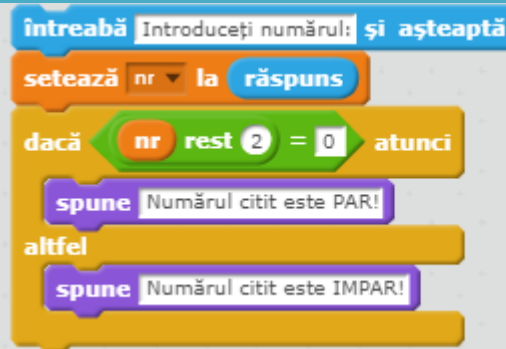 întreabă Introduceți numărul: și așteaptă
setează nr la răspuns
dacă nr rest 2 = 0 atunci
spune Numărul citit este PAR!
altfel
spune Numărul citit este IMPAR!